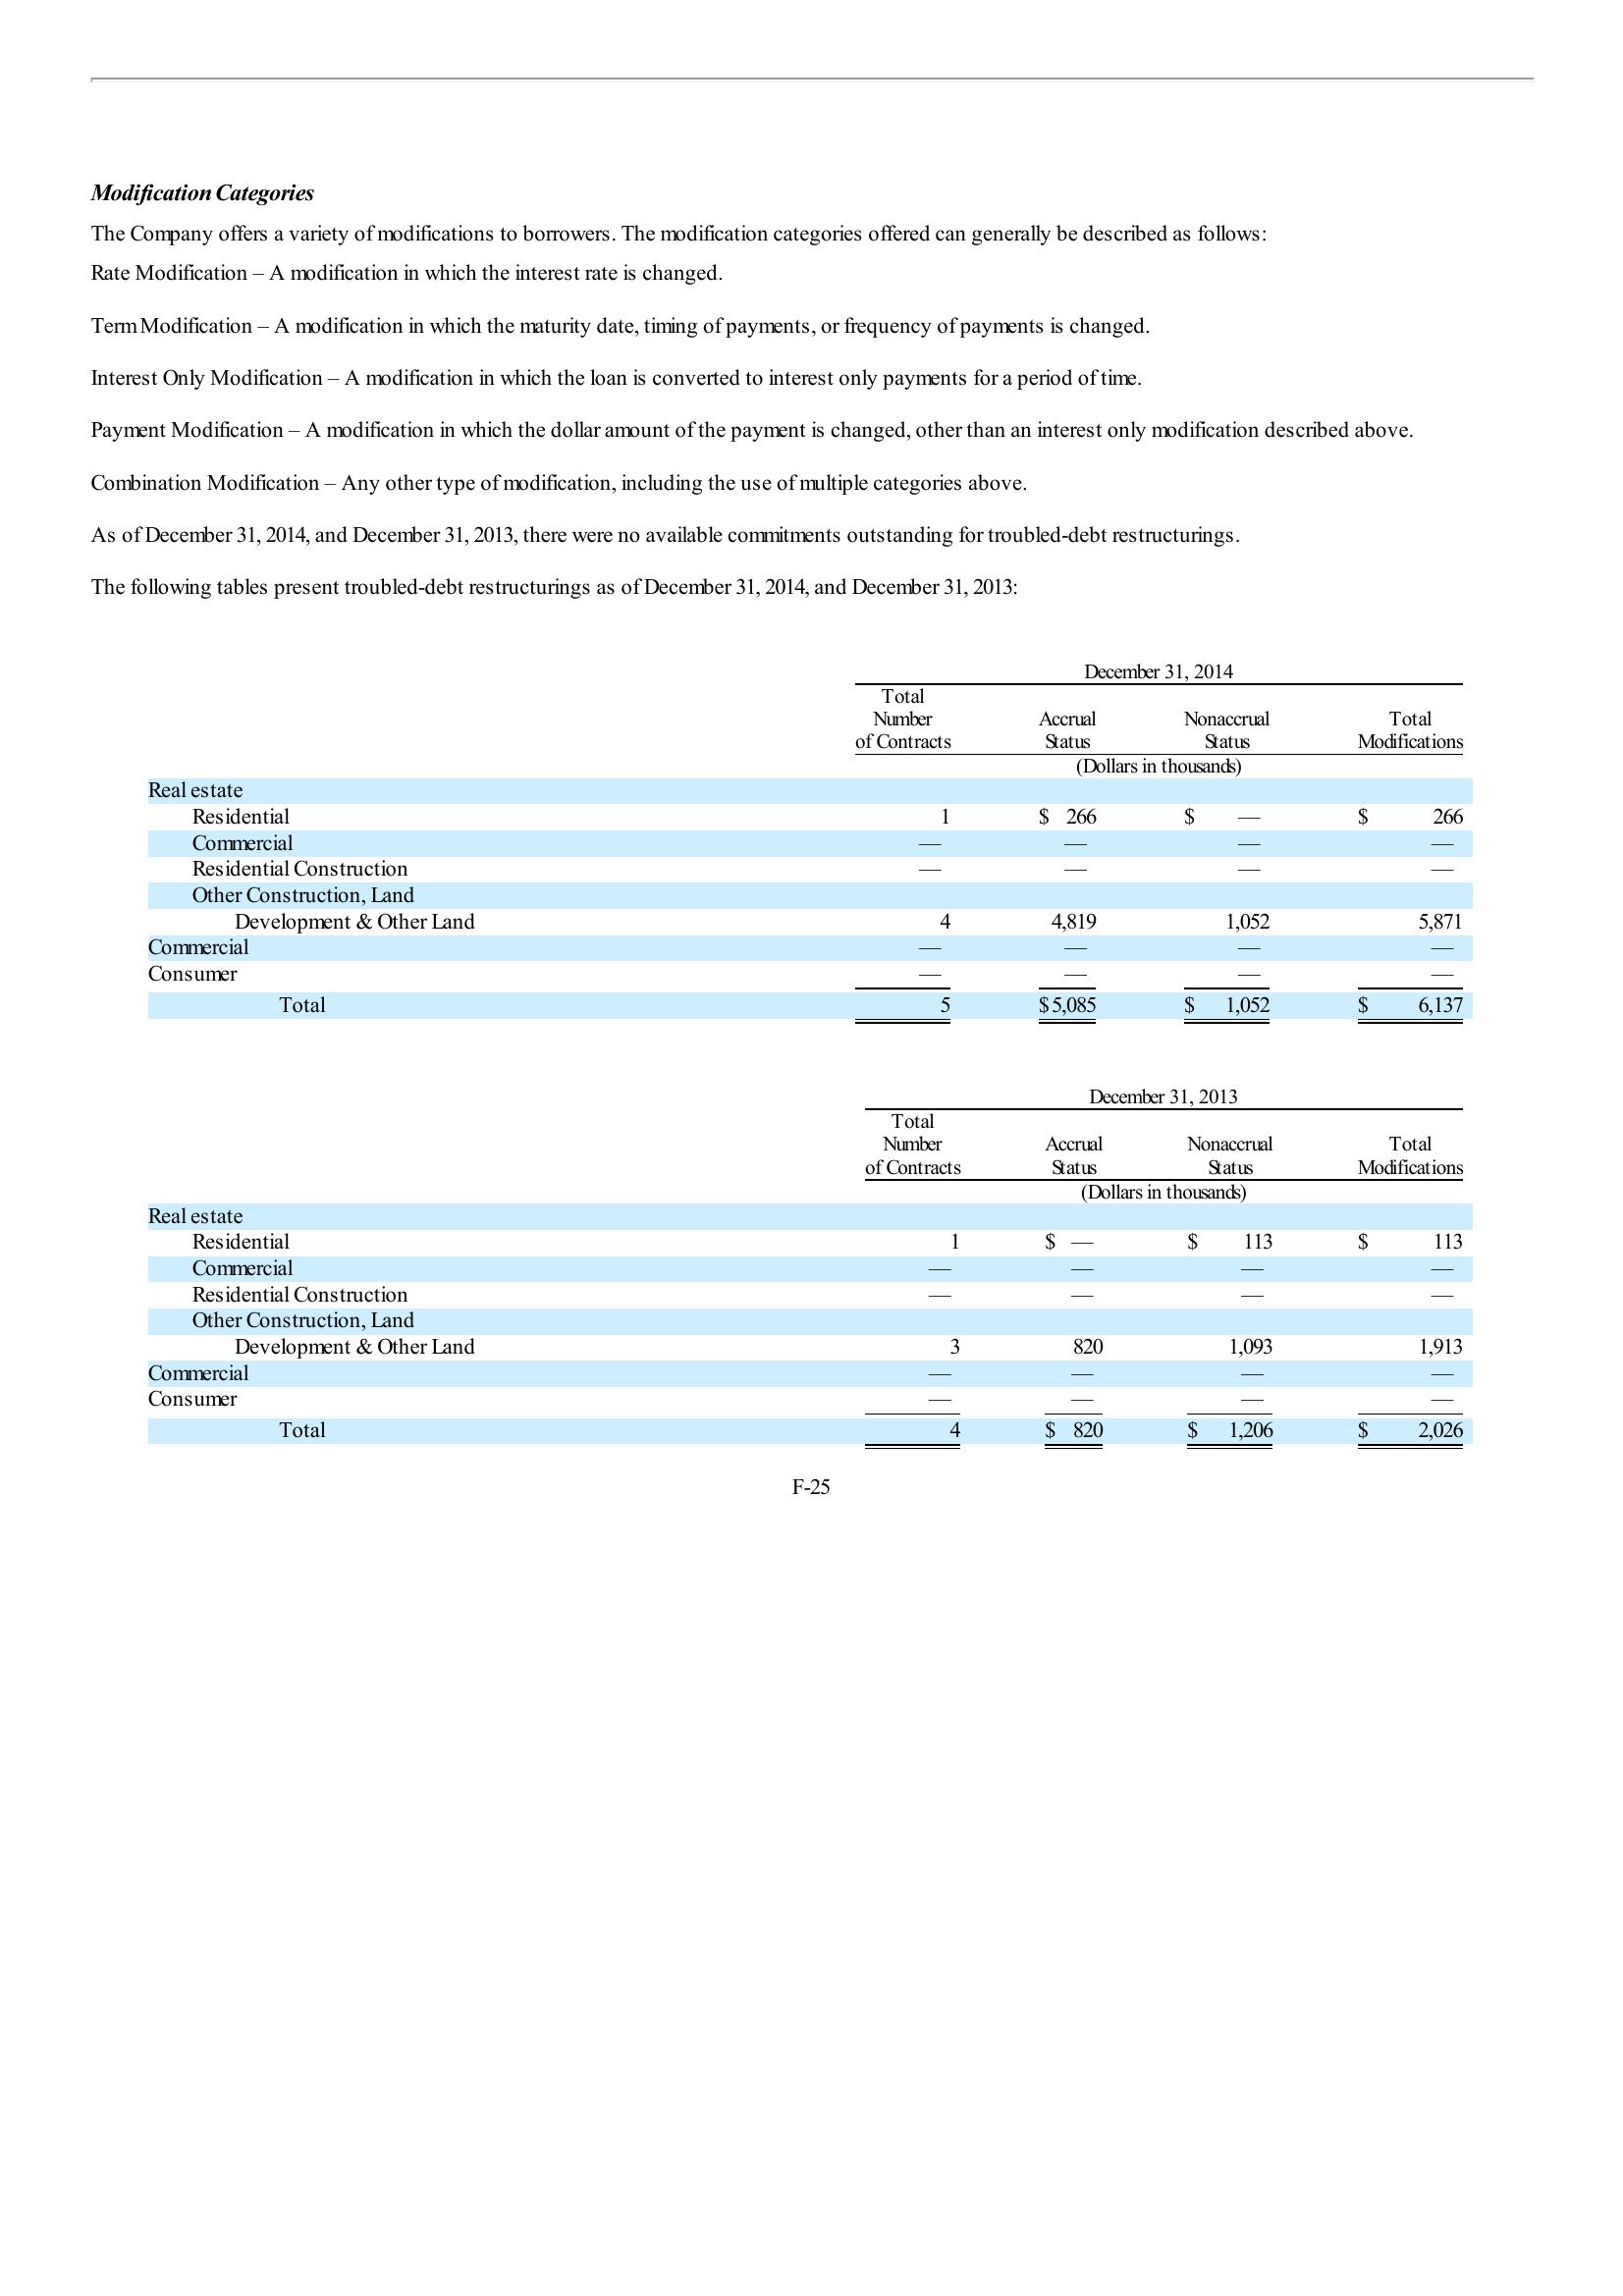 Modification Categories
The Company offers a variety of modifications to borrowers. The modification categories offered can generally be described as follows:
Rate Modification – A modification in which the interest rate is changed.
Term Modification – A modification in which the maturity date, timing of payments, or frequency of payments is changed.
Interest Only Modification – A modification in which the loan is converted to interest only payments for a period of time.
Payment Modification – A modification in which the dollar amount of the payment is changed, other than an interest only modification described above.
Combination Modification – Any other type of modification, including the use of multiple categories above.
As of December 31, 2014, and December 31, 2013, there were no available commitments outstanding for troubled-debt restructurings.
The following tables present troubled-debt restructurings as of December 31, 2014, and December 31, 2013:
December 31, 2014
Total
Number Accrual Nonaccrual Total
of Contracts Status Status Modifications
(Dollars in thousands)
Real estate
Residential 1 $ 266 $ — $ 266
Commercial — — — —
Residential Construction — — — —
Other Construction, Land
Development & Other Land 4 4,819 1,052 5,871
Commercial — — — —
Consumer — — — —
Total 5 $5,085 $ 1,052 $ 6,137
December 31, 2013
Total
Number Accrual Nonaccrual Total
of Contracts Status Status Modifications
(Dollars in thousands)
Real estate
Residential 1 $ — $ 113 $ 113
Commercial — — — —
Residential Construction — — — —
Other Construction, Land
Development & Other Land 3 820 1,093 1,913
Commercial — — — —
Consumer — — — —
Total 4 $ 820 $ 1,206 $ 2,026
F-25